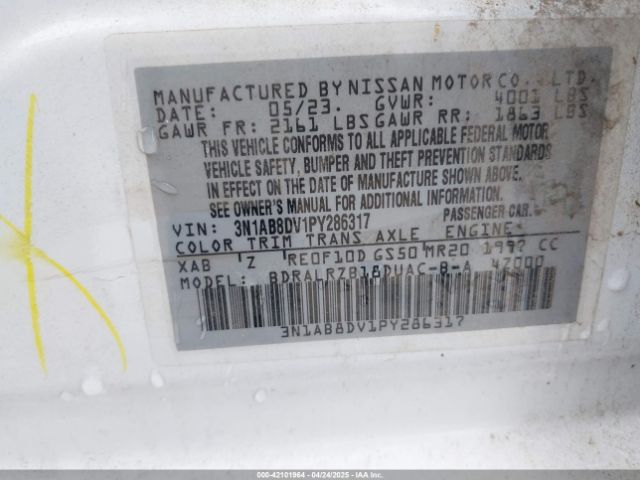 MANUFACTURED BY NISSAN MOTOR CO., LTD.
DATE: 05/23. GVWR: 4001 LBS
GAWR FR: 2161 LBS GAWR RR: 1863 LBS
THIS VEHICLE CONFORMS TO ALL APPLICABLE FEDERAL MOTOR
VEHICLE SAFETY, BUMPER AND THEFT PREVENTION STANDARDS
IN EFFECT ON THE DATE OF MANUFACTURE SHOWN ABOVE.
SEE OWNER'S MANUAL FOR ADDITIONAL INFORMATION.
VIN: 3N1AB8DV1PY286317 PASSENGER CAR.
COLOR TRIM TRANS AXLE ENGINE
XAB Z RE0F10D GS50 MR20 1997 CC
MODEL: BDRALRZB18DUAC-B-A 4Z000
3N1AB8DV1PY286317
000-42101964 - 04/24/2025 - IAAI.COM